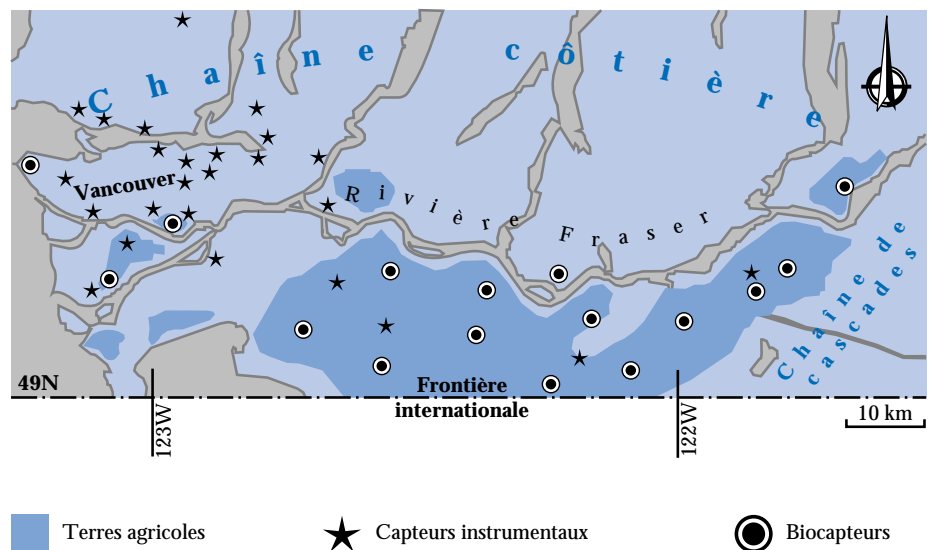 Chaîne côtière
Vancouver
Rivière Fraser
Chaîne de
cascades
49N
Frontière
internationale
123W
122W
10 km
Terres agricoles
Capteurs instrumentaux
Biocapteurs